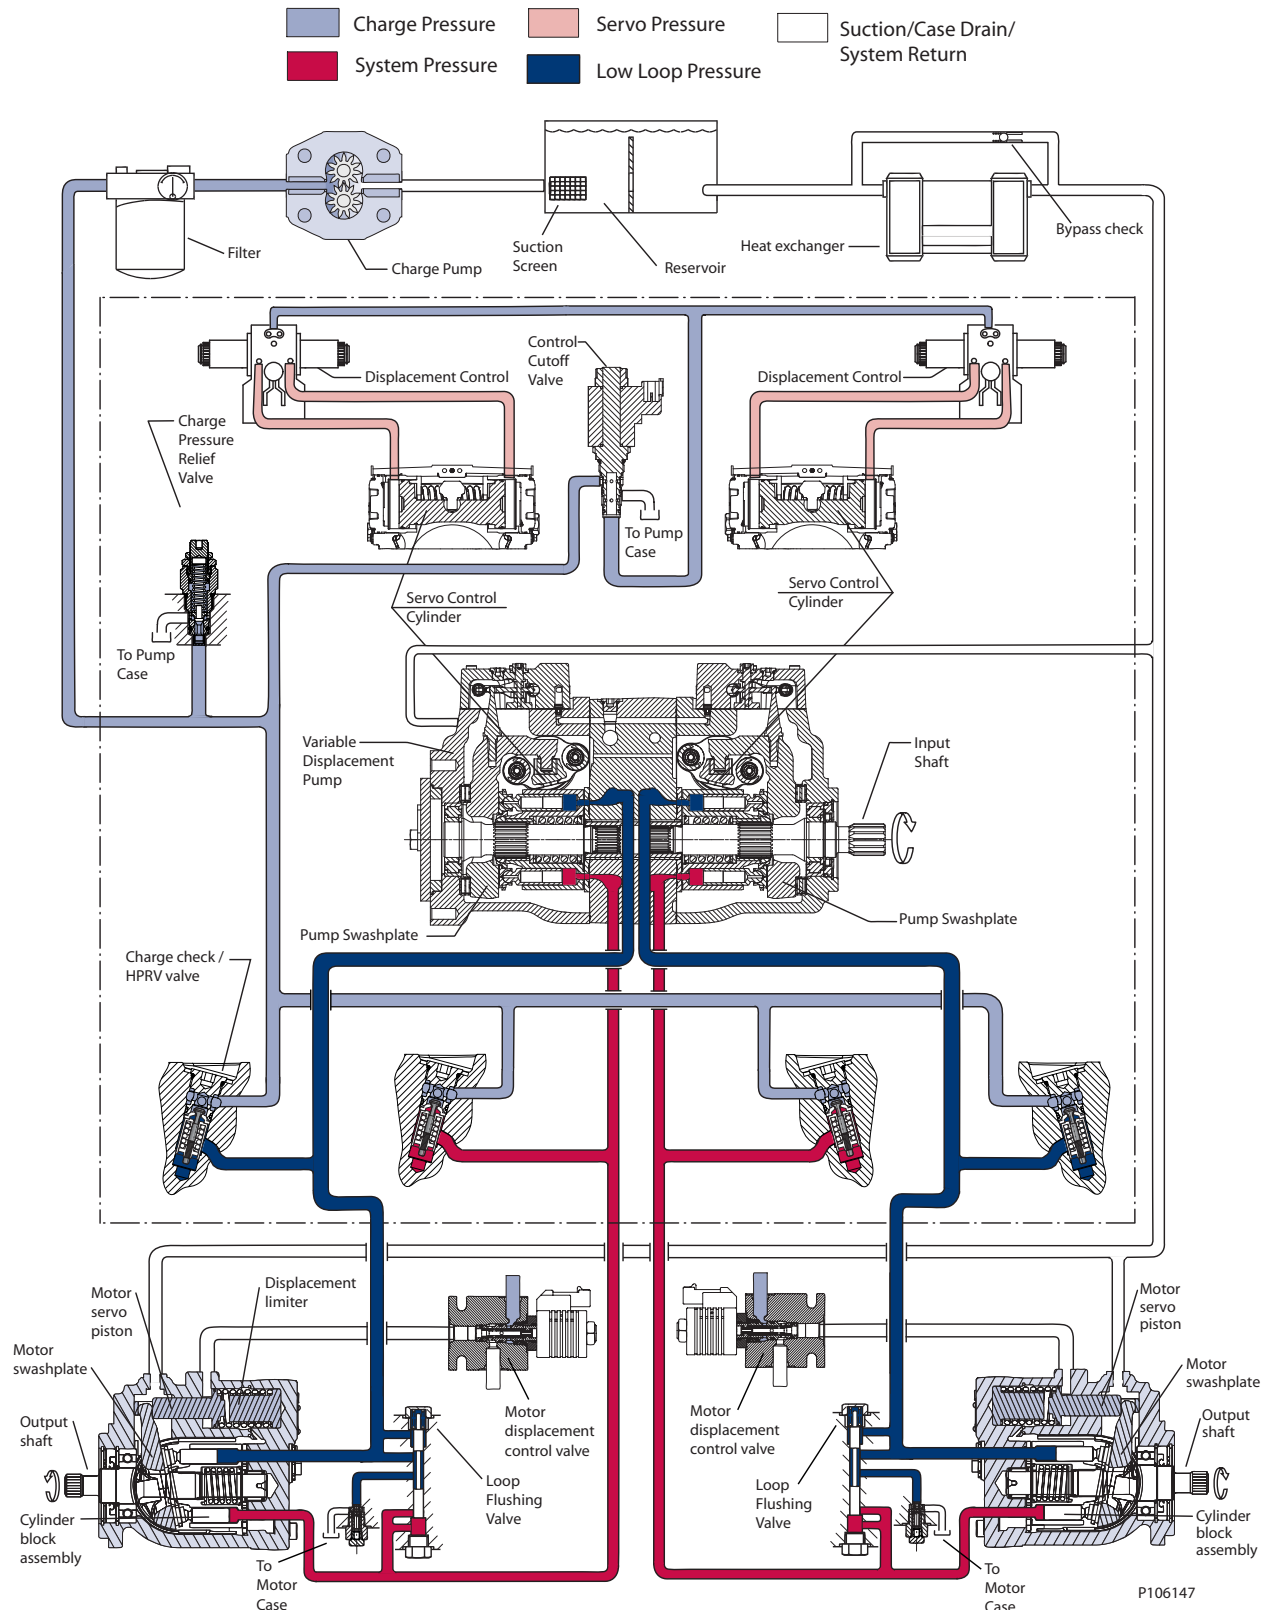 Charge Pressure
Servo Pressure
Suction/Case Drain/
System Return
System Pressure
Low Loop Pressure
Filter
Charge Pump
Suction
Screen
Reservoir
Heat exchanger
Bypass check
Displacement Control
Control
Cutoff
Valve
Displacement Control
Charge
Pressure
Relief
Valve
To Pump
Case
Servo Control
Cylinder
Servo Control
Cylinder
To Pump
Case
Variable
Displacement
Pump
Input
Shaft
Pump Swashplate
Pump Swashplate
Charge check /
HPRV valve
Motor
servo
piston
Displacement
limiter
Motor
swashplate
Output
shaft
Cylinder
block
assembly
Motor
displacement
control valve
Loop
Flushing
Valve
To
Motor
Case
Motor
displacement
control valve
Loop
Flushing
Valve
Motor
servo
piston
Motor
swashplate
Output
shaft
Cylinder
block
assembly
To
Motor
Case
P106147